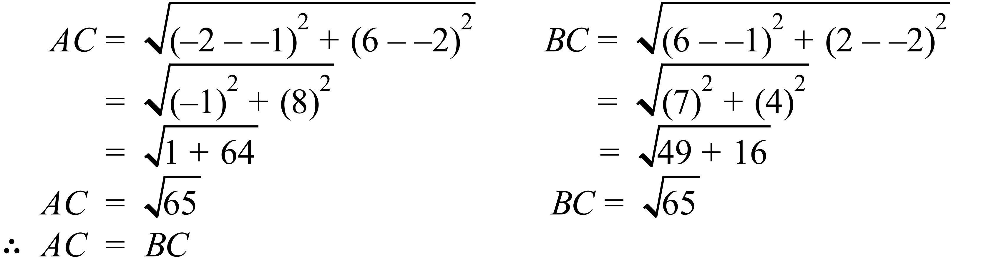 AC = √((–2 – –1)² + (6 – –2)²)
= √((–1)² + (8)²)
= √(1 + 64)
AC = √65
∴ AC = BC
BC = √((6 – –1)² + (2 – –2)²)
= √((7)² + (4)²)
= √(49 + 16)
BC = √65